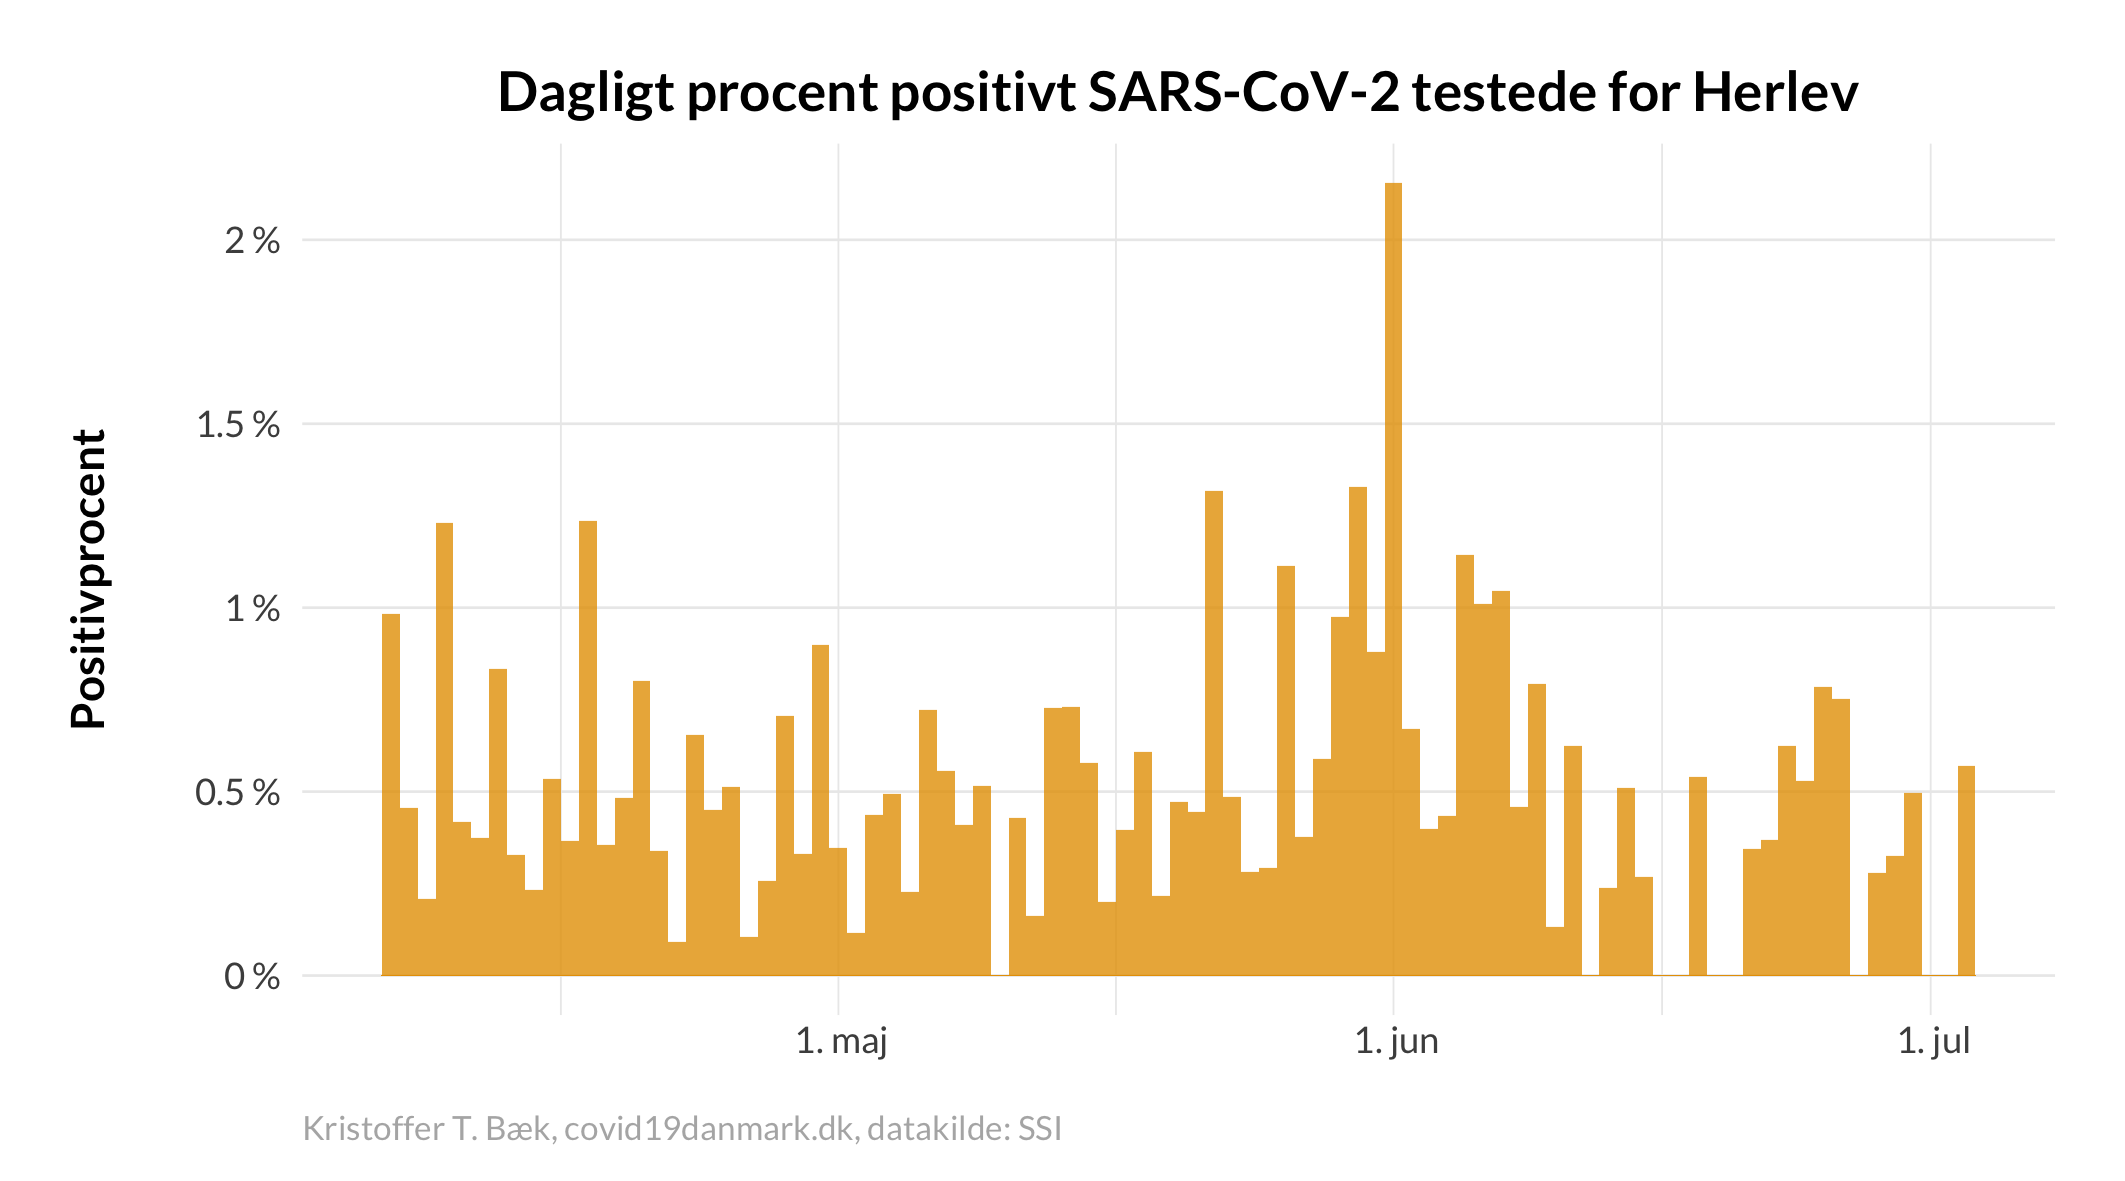 Dagligt procent positivt SARS-CoV-2 testede for Herlev
Positivprocent
2 %
1.5 %
1 %
0.5 %
0 %
1. maj
1. jun
1. jul
Kristoffer T. Bæk, covid19danmark.dk, datakilde: SSI